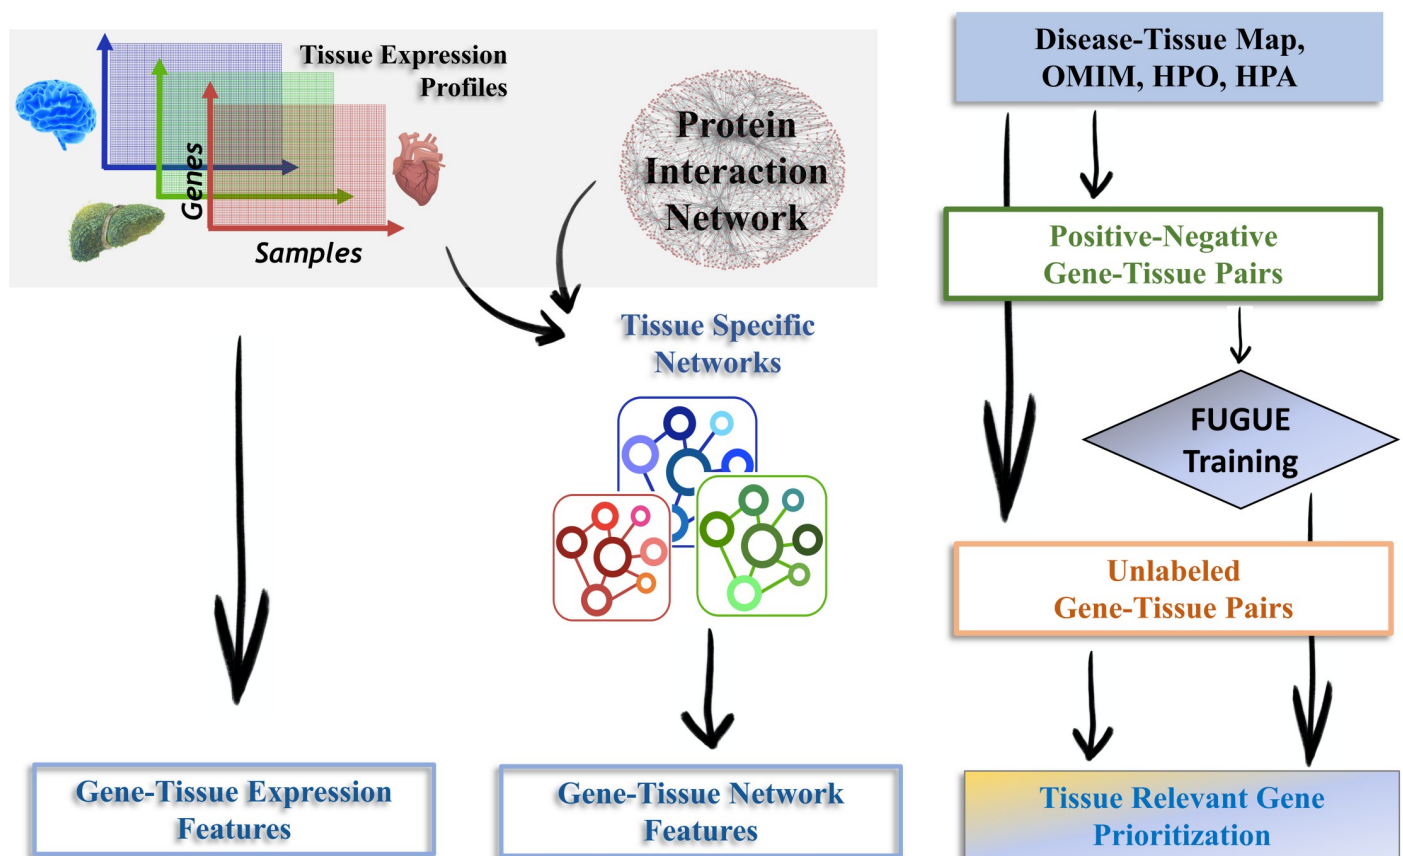 Tissue Expression
Profiles
Genes
Samples
Protein
Interaction
Network
Tissue Specific
Networks
Gene-Tissue Expression
Features
Gene-Tissue Network
Features
Disease-Tissue Map,
OMIM, HPO, HPA
Positive-Negative
Gene-Tissue Pairs
FUGUE
Training
Unlabeled
Gene-Tissue Pairs
Tissue Relevant Gene
Prioritization